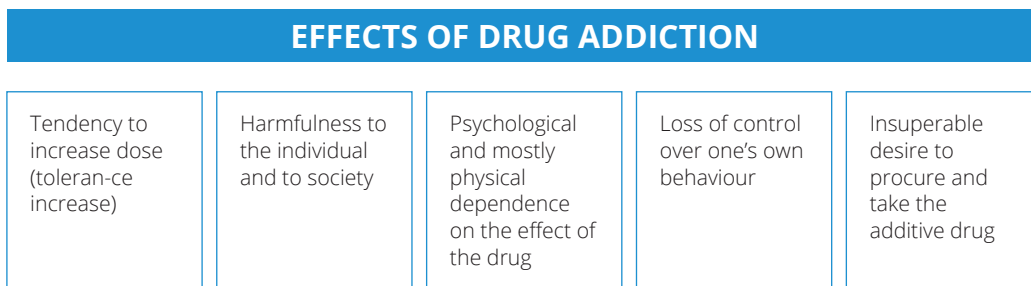 EFFECTS OF DRUG ADDICTION
Tendency to
increase dose
(toleran-ce
increase)
Harmfulness to
the individual
and to society
Psychological
and mostly
physical
dependence
on the effect of
the drug
Loss of control
over one's own
behaviour
Insuperable
desire to
procure and
take the
additive drug